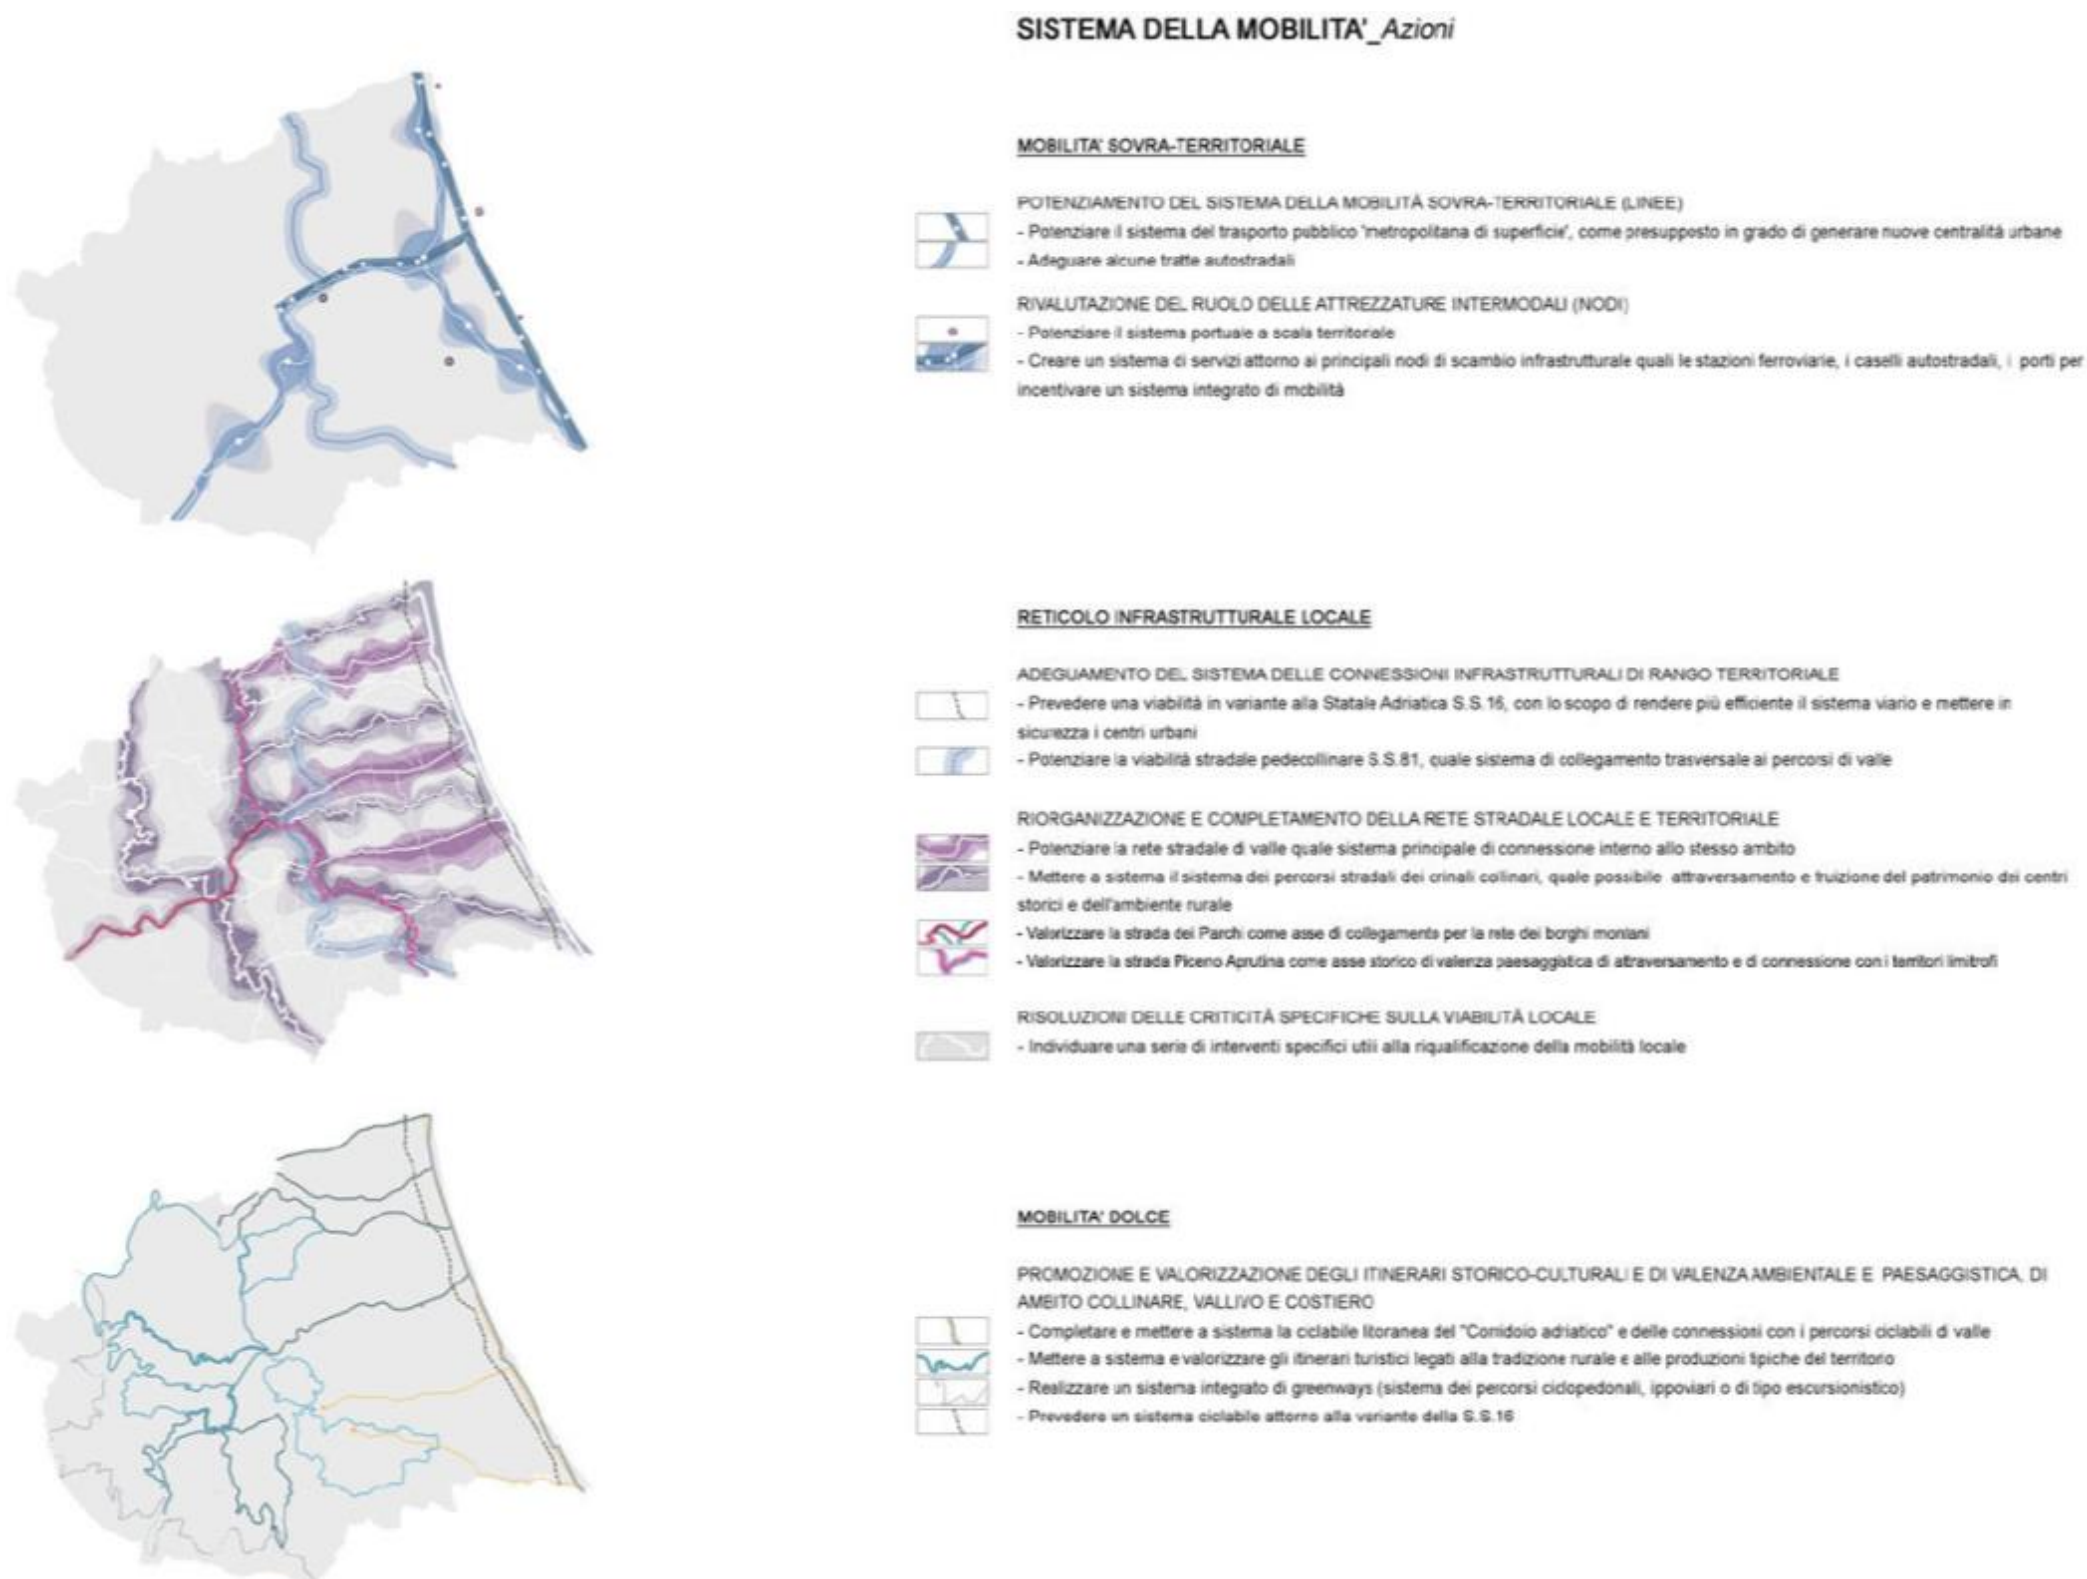 SISTEMA DELLA MOBILITA'_Azioni
MOBILITA' SOVRA-TERRITORIALE
POTENZIAMENTO DEL SISTEMA DELLA MOBILITÀ SOVRA-TERRITORIALE (LINEE)
- Potenziare il sistema del trasporto pubblico 'metropolitana di superficie', come presupposto in grado di generare nuove centralità urbane
- Adeguare alcune tratte autostradali
RIVALUTAZIONE DEL RUOLO DELLE ATTREZZATURE INTERMODALI (NODI)
- Potenziare il sistema portuale a scala territoriale
- Creare un sistema di servizi attorno ai principali nodi di scambio infrastrutturale quali le stazioni ferroviarie, i caselli autostradali, i porti per
incentivare un sistema integrato di mobilità
RETICOLO INFRASTRUTTURALE LOCALE
ADEGUAMENTO DEL SISTEMA DELLE CONNESSIONI INFRASTRUTTURALI DI RANGO TERRITORIALE
- Prevedere una viabilità in variante alla Statale Adriatica S.S.16, con lo scopo di rendere più efficiente il sistema viario e mettere in
sicurezza i centri urbani
- Potenziare la viabilità stradale pedecollinare S.S.81, quale sistema di collegamento trasversale ai percorsi di valle
RIORGANIZZAZIONE E COMPLETAMENTO DELLA RETE STRADALE LOCALE E TERRITORIALE
- Potenziare la rete stradale di valle quale sistema principale di connessione interno allo stesso ambito
- Mettere a sistema il sistema dei percorsi stradali dei crinali collinari, quale possibile attraversamento e fruizione del patrimonio dei centri
storici e dell'ambiente rurale
- Valorizzare la strada dei Parchi come asse di collegamento per la rete dei borghi montani
- Valorizzare la strada Piceno Aprutina come asse storico di valenza paesaggistica di attraversamento e di connessione con i territori limitrofi
RISOLUZIONI DELLE CRITICITÀ SPECIFICHE SULLA VIABILITÀ LOCALE
- Individuare una serie di interventi specifici utili alla riqualificazione della mobilità locale
MOBILITA' DOLCE
PROMOZIONE E VALORIZZAZIONE DEGLI ITINERARI STORICO-CULTURALI E DI VALENZA AMBIENTALE E PAESAGGISTICA, DI
AMBITO COLLINARE, VALLIVO E COSTIERO
- Completare e mettere a sistema la ciclabile litoranea del "Corridoio adriatico" e delle connessioni con i percorsi ciclabili di valle
- Mettere a sistema e valorizzare gli itinerari turistici legati alla tradizione rurale e alle produzioni tipiche del territorio
- Realizzare un sistema integrato di greenways (sistema dei percorsi ciclopedonali, ippoviari o di tipo escursionistico)
- Prevedere un sistema ciclabile attorno alla variante della S.S.16